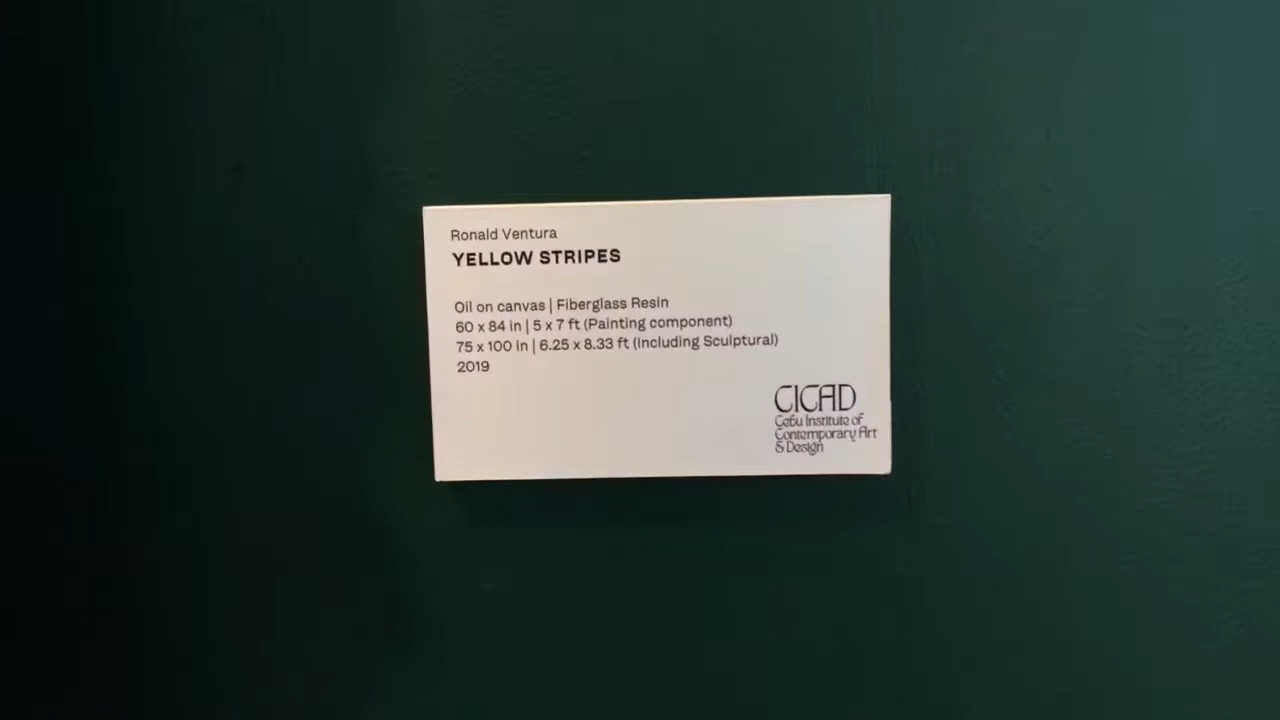 Ronald Ventura
YELLOW STRIPES
Oil on canvas | Fiberglass Resin
60 x 84 in | 5 x 7 ft (Painting component)
75 x 100 in | 6.25 x 8.33 ft (Including Sculptural)
2019
CICAD
Cebu Institute of
Contemporary Art
& Design